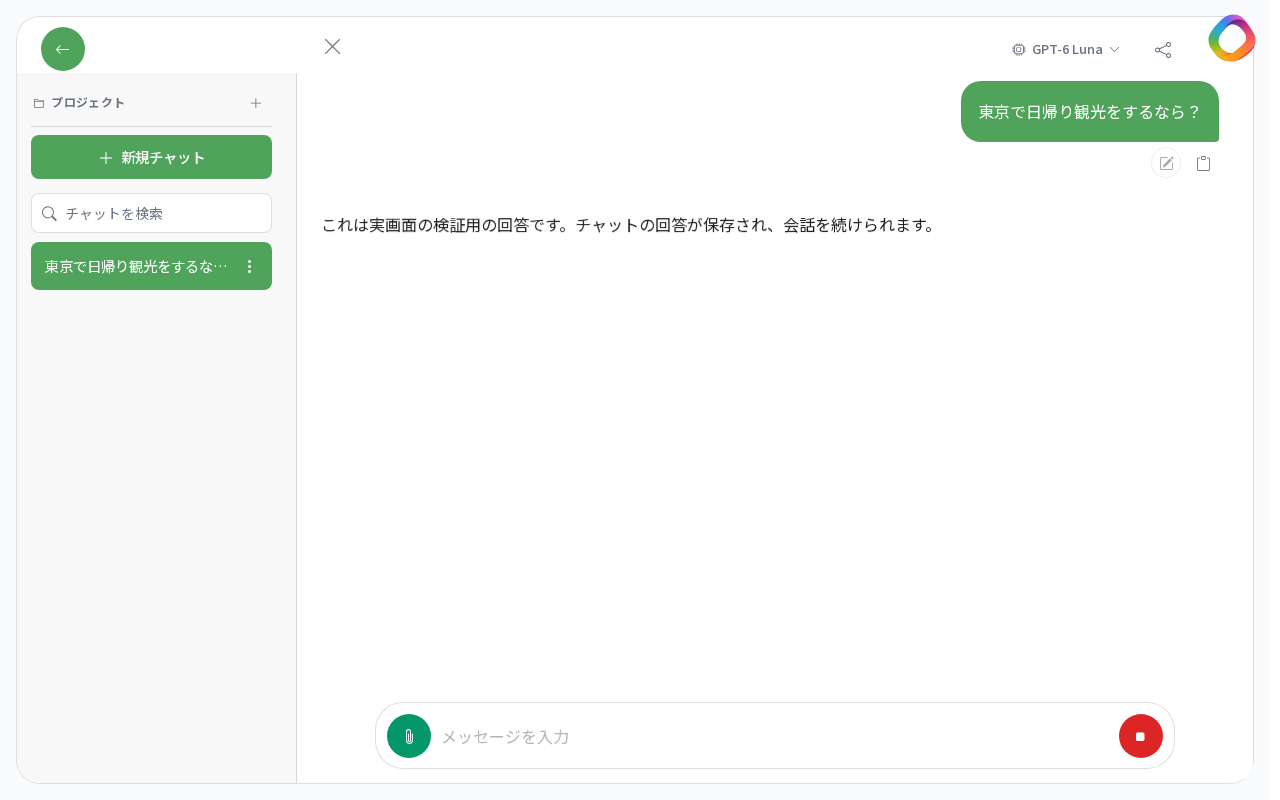 GPT-6 Luna
プロジェクト
新規チャット
チャットを検索
東京で日帰り観光をするな…
東京で日帰り観光をするなら？
これは実画面の検証用の回答です。チャットの回答が保存され、会話を続けられます。
メッセージを入力